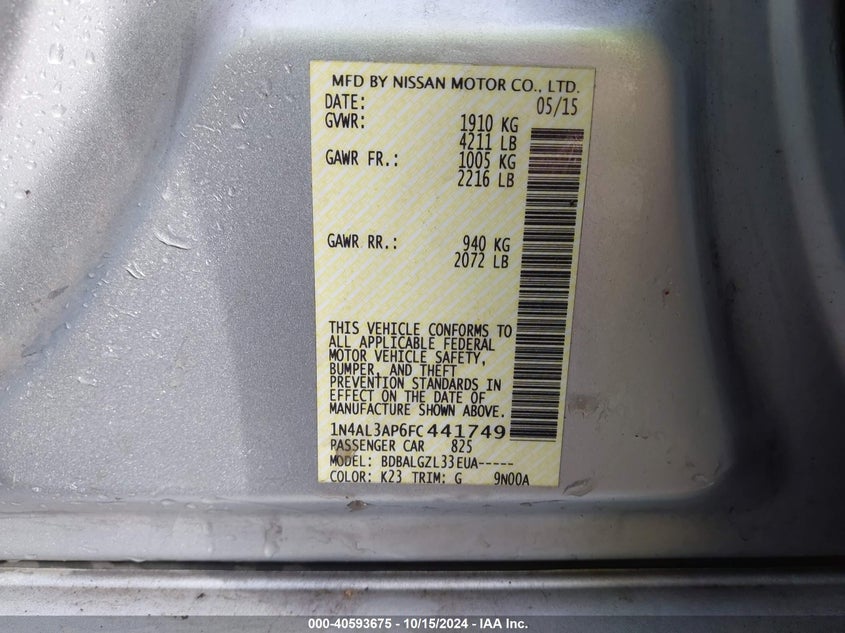 MFD BY NISSAN MOTOR CO., LTD.
DATE: 05/15
GVWR: 1910 KG
4211 LB
GAWR FR.: 1005 KG
2216 LB
GAWR RR.: 940 KG
2072 LB
THIS VEHICLE CONFORMS TO
ALL APPLICABLE FEDERAL
MOTOR VEHICLE SAFETY,
BUMPER, AND THEFT
PREVENTION STANDARDS IN
EFFECT ON THE DATE OF
MANUFACTURE SHOWN ABOVE.
1N4AL3AP6FC441749
PASSENGER CAR 825
MODEL: BDBALGZL33EUA-----
COLOR: K23 TRIM: G 9N00A
000-40593675 - 10/15/2024 - IAA Inc.